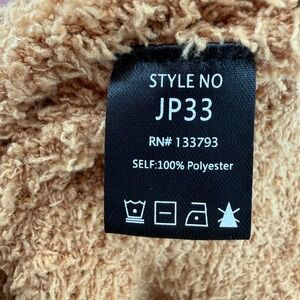 STYLE NO
JP33
RN# 133793
SELF:100% Polyester